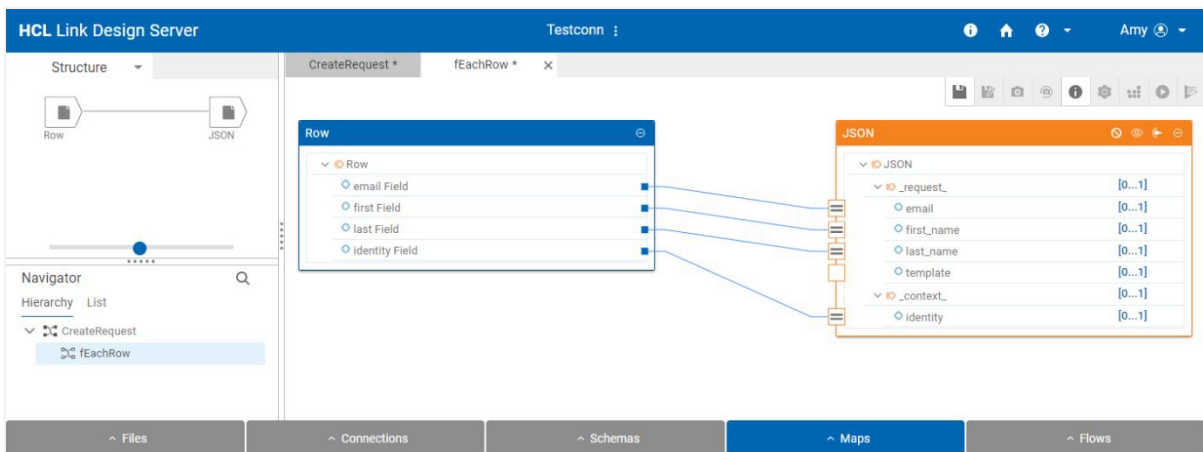 HCL Link Design Server
Testconn
Amy
Structure
CreateRequest *
fEachRow *
Row
JSON
Row
Row
email Field
first Field
last Field
identity Field
JSON
JSON
_request_ [0...1]
email [0...1]
first_name [0...1]
last_name [0...1]
template [0...1]
_context_ [0...1]
identity [0...1]
Navigator
Hierarchy List
CreateRequest
fEachRow
Files
Connections
Schemas
Maps
Flows